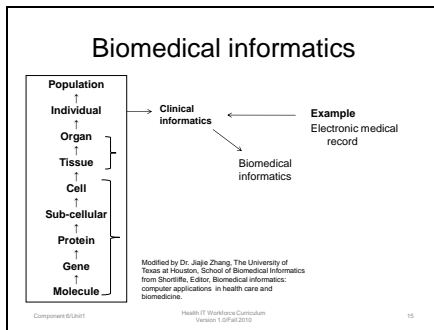 Biomedical informatics
Population
↑
Individual
↑
Organ
↑
Tissue
↑
Cell
↑
Sub-cellular
↑
Protein
↑
Gene
↑
Molecule
Clinical
informatics
Example
Electronic medical
record
Biomedical
informatics
Modified by Dr. Jiajie Zhang, The University of
Texas at Houston, School of Biomedical Informatics
from Shortliffe, Editor, Biomedical informatics:
computer applications in health care and
biomedicine.
Component 6/Unit1
Health IT Workforce Curriculum
Version 1.0/Fall 2010
15